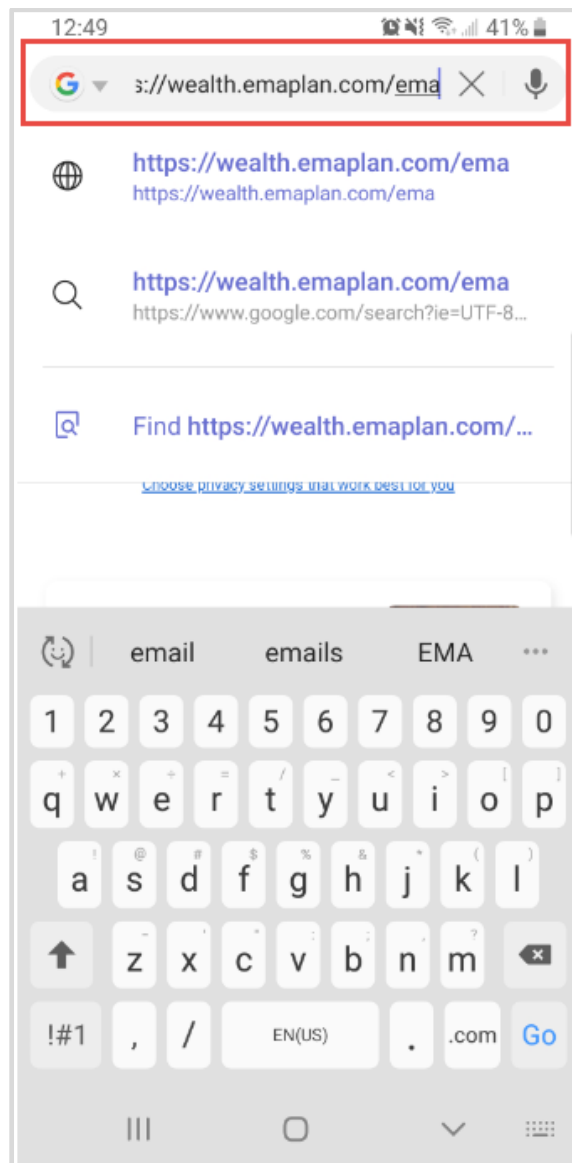 12:49 41%
s://wealth.emaplan.com/ema
https://wealth.emaplan.com/ema
https://wealth.emaplan.com/ema
https://wealth.emaplan.com/ema
https://www.google.com/search?ie=UTF-8...
Find https://wealth.emaplan.com/...
Choose privacy settings that work best for you
email emails EMA
1 2 3 4 5 6 7 8 9 0
+ × ÷ = / _ < > [ ]
q w e r t y u i o p
! @ # $ % & * ( )
a s d f g h j k l
- ' " : ; , ?
z x c v b n m
!#1 , / EN(US) . .com Go